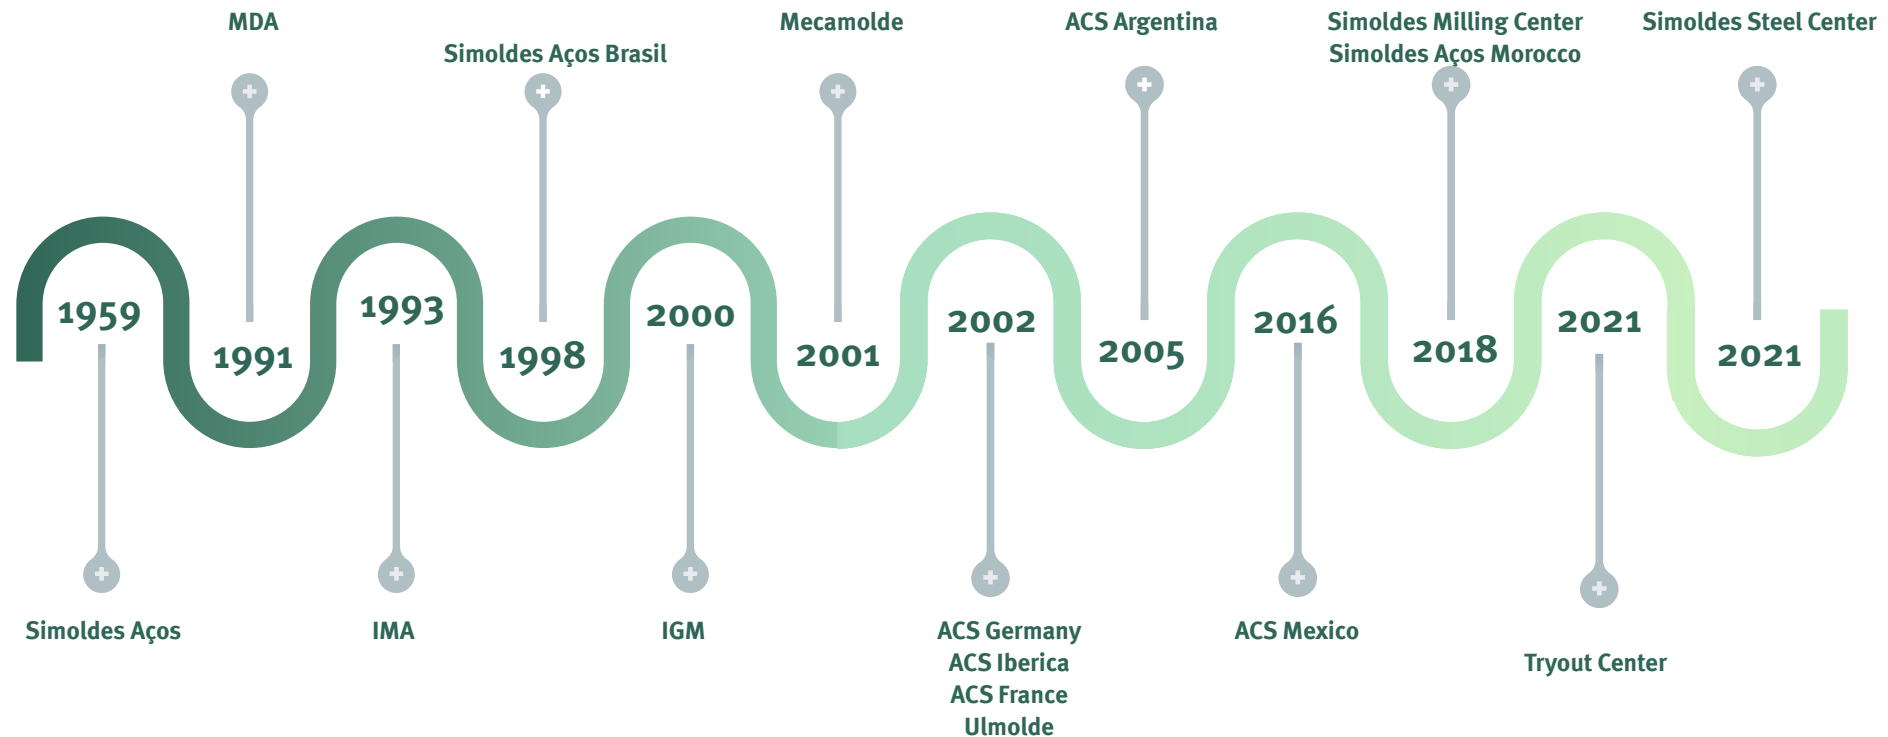 MDA
Simoldes Aços Brasil
Mecamolde
ACS Argentina
Simoldes Milling Center
Simoldes Aços Morocco
Simoldes Steel Center
1959
1991
1993
1998
2000
2001
2002
2005
2016
2018
2021
2021
Simoldes Aços
IMA
IGM
ACS Germany
ACS Iberica
ACS France
Ulmolde
ACS Mexico
Tryout Center